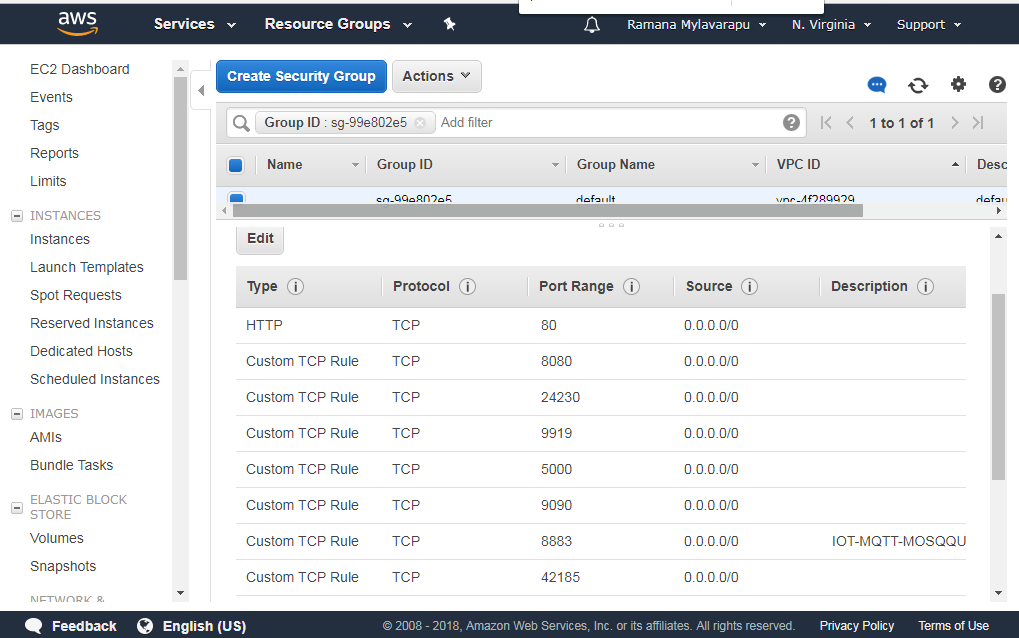 aws Services Resource Groups Ramana Mylavarapu N. Virginia Support
EC2 Dashboard
Events
Tags
Reports
Limits
INSTANCES
Instances
Launch Templates
Spot Requests
Reserved Instances
Dedicated Hosts
Scheduled Instances
IMAGES
AMIs
Bundle Tasks
ELASTIC BLOCK
STORE
Volumes
Snapshots
NETWORK &
Create Security Group Actions
Group ID : sg-99e802e5 Add filter 1 to 1 of 1
Name Group ID Group Name VPC ID Desc
sg-99e802e5 default vpc-4f289929 defau
Edit
Type Protocol Port Range Source Description
HTTP TCP 80 0.0.0.0/0
Custom TCP Rule TCP 8080 0.0.0.0/0
Custom TCP Rule TCP 24230 0.0.0.0/0
Custom TCP Rule TCP 9919 0.0.0.0/0
Custom TCP Rule TCP 5000 0.0.0.0/0
Custom TCP Rule TCP 9090 0.0.0.0/0
Custom TCP Rule TCP 8883 0.0.0.0/0 IOT-MQTT-MOSQQU
Custom TCP Rule TCP 42185 0.0.0.0/0
Feedback English (US) © 2008 - 2018, Amazon Web Services, Inc. or its affiliates. All rights reserved. Privacy Policy Terms of Use